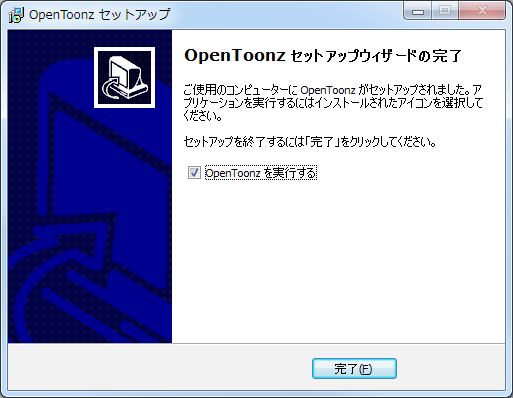 OpenToonz セットアップ
OpenToonz セットアップウィザードの完了
ご使用のコンピューターに OpenToonz がセットアップされました。ア
プリケーションを実行するにはインストールされたアイコンを選択して
ください。
セットアップを終了するには「完了」をクリックしてください。
OpenToonz を実行する
完了(F)